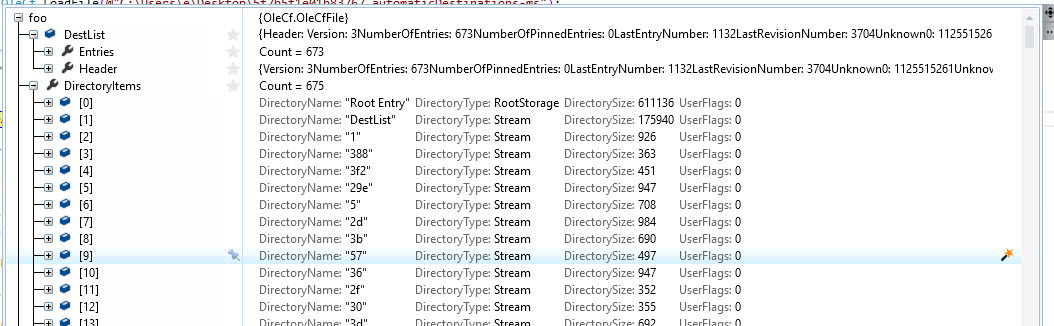 foo {OleCf.OleCfFile}
DestList {Header: Version: 3NumberOfEntries: 673NumberOfPinnedEntries: 0LastEntryNumber: 1132LastRevisionNumber: 3704Unknown0: 112551526
Entries Count = 673
Header {Version: 3NumberOfEntries: 673NumberOfPinnedEntries: 0LastEntryNumber: 1132LastRevisionNumber: 3704Unknown0: 1125515261Unknov
DirectoryItems Count = 675
[0] DirectoryName: "Root Entry" DirectoryType: RootStorage DirectorySize: 611136 UserFlags: 0
[1] DirectoryName: "DestList" DirectoryType: Stream DirectorySize: 175940 UserFlags: 0
[2] DirectoryName: "1" DirectoryType: Stream DirectorySize: 926 UserFlags: 0
[3] DirectoryName: "388" DirectoryType: Stream DirectorySize: 363 UserFlags: 0
[4] DirectoryName: "3f2" DirectoryType: Stream DirectorySize: 451 UserFlags: 0
[5] DirectoryName: "29e" DirectoryType: Stream DirectorySize: 947 UserFlags: 0
[6] DirectoryName: "5" DirectoryType: Stream DirectorySize: 708 UserFlags: 0
[7] DirectoryName: "2d" DirectoryType: Stream DirectorySize: 984 UserFlags: 0
[8] DirectoryName: "3b" DirectoryType: Stream DirectorySize: 690 UserFlags: 0
[9] DirectoryName: "57" DirectoryType: Stream DirectorySize: 497 UserFlags: 0
[10] DirectoryName: "36" DirectoryType: Stream DirectorySize: 947 UserFlags: 0
[11] DirectoryName: "2f" DirectoryType: Stream DirectorySize: 352 UserFlags: 0
[12] DirectoryName: "30" DirectoryType: Stream DirectorySize: 355 UserFlags: 0
[13] DirectoryName: "3d" DirectoryType: Stream DirectorySize: 692 UserFlags: 0